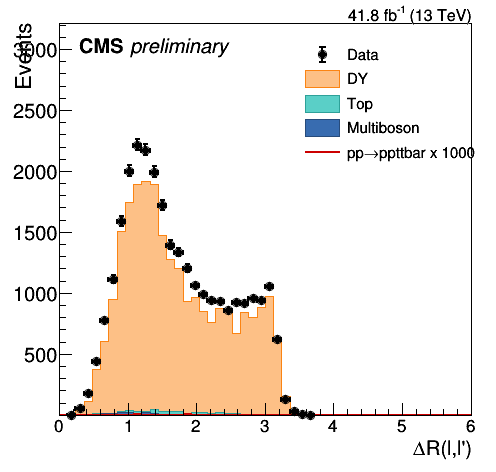 41.8 fb⁻¹ (13 TeV)
CMS preliminary
Events
3000
2500
2000
1500
1000
500
Data
DY
Top
Multiboson
pp→ppttbar x 1000
0 1 2 3 4 5 6
ΔR(l,l')